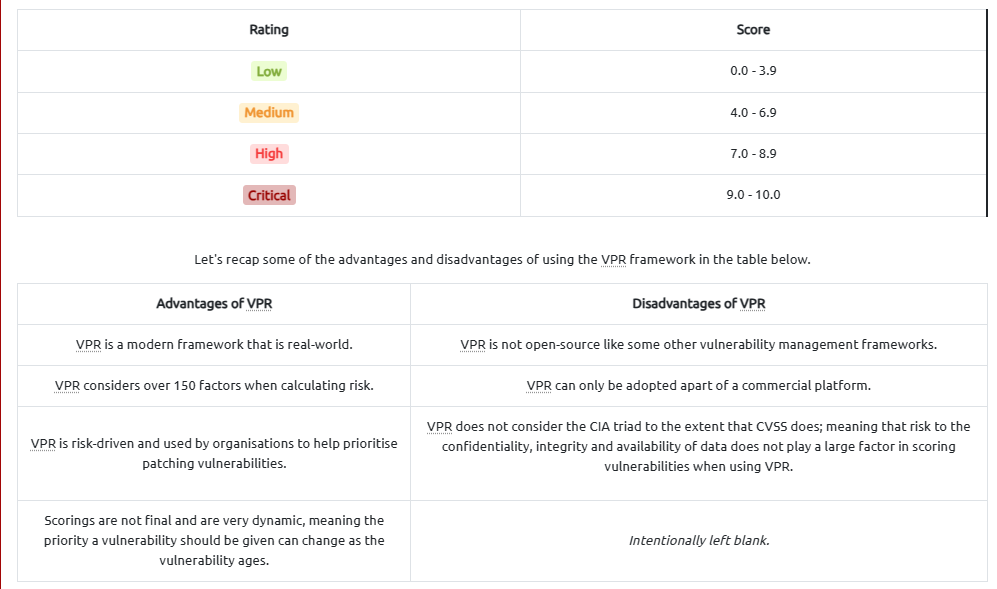 Rating Score
Low 0.0 - 3.9
Medium 4.0 - 6.9
High 7.0 - 8.9
Critical 9.0 - 10.0
Let's recap some of the advantages and disadvantages of using the VPR framework in the table below.
Advantages of VPR Disadvantages of VPR
VPR is a modern framework that is real-world. VPR is not open-source like some other vulnerability management frameworks.
VPR considers over 150 factors when calculating risk. VPR can only be adopted apart of a commercial platform.
VPR is risk-driven and used by organisations to help prioritise
patching vulnerabilities.
VPR does not consider the CIA triad to the extent that CVSS does; meaning that risk to the
confidentiality, integrity and availability of data does not play a large factor in scoring
vulnerabilities when using VPR.
Scorings are not final and are very dynamic, meaning the
priority a vulnerability should be given can change as the
vulnerability ages.
Intentionally left blank.